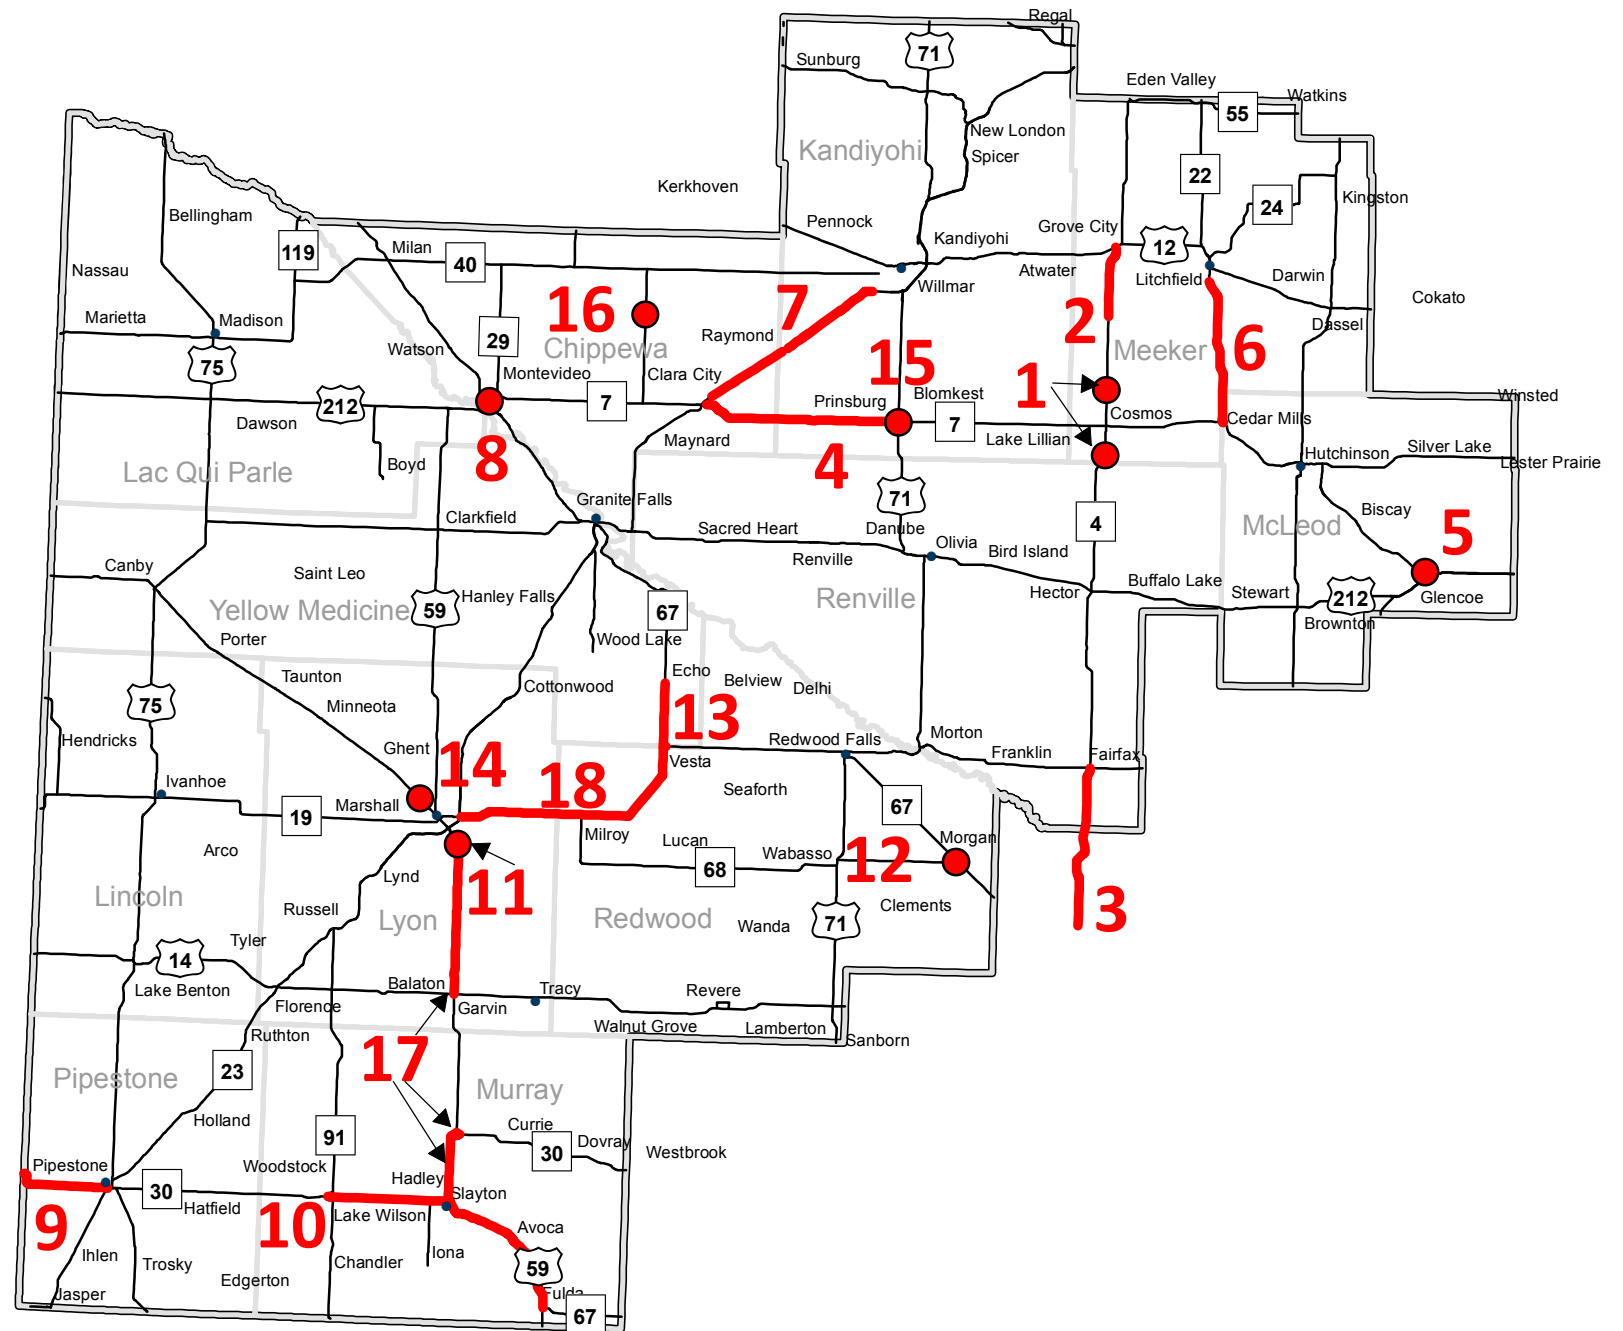 Regal
71
Sunburg
Eden Valley
Watkins
55
New London
Kandiyohi
Spicer
22
Kerkhoven
Kingston
24
Bellingham
Pennock
Grove City
Kandiyohi
12
119
Milan
40
Nassau
Atwater
Litchfield
Darwin
Willmar
Cokato
7
16
2
Marietta
Madison
Dassel
Raymond
29
Watson
Chippewa
Meeker
6
75
15
Montevideo
Clara City
1
7
Prinsburg
Blomkest
Winsted
212
Dawson
7
Cosmos
Cedar Mills
Maynard
Lake Lillian
Hutchinson
Silver Lake
Lester Prairie
8
4
Boyd
Lac Qui Parle
71
Granite Falls
Biscay
Clarkfield
Sacred Heart
Danube
4
McLeod
5
Olivia
Bird Island
Renville
Canby
Saint Leo
Buffalo Lake
Hector
Stewart
212
Glencoe
Hanley Falls
Renville
Yellow Medicine
59
67
Brownton
Porter
Wood Lake
Echo
Taunton
Cottonwood
Belview
Delhi
75
Minneota
13
Hendricks
Ghent
Redwood Falls
Morton
Franklin
Fairfax
14
Vesta
Ivanhoe
18
Seaforth
Marshall
67
19
Milroy
Lucan
Morgan
Arco
Wabasso
12
68
Lynd
11
Lincoln
Russell
Lyon
Redwood
Clements
3
Wanda
71
Tyler
14
Lake Benton
Balaton
Tracy
Revere
Florence
Garvin
Walnut Grove
Lamberton
Ruthton
Sanborn
17
23
Pipestone
Murray
Holland
Currie
91
30
Dovray
Westbrook
Pipestone
Woodstock
Hadley
30
Slayton
Hatfield
9
10
Lake Wilson
Avoca
Ihlen
Iona
Trosky
Chandler
59
Edgerton
Jasper
Fulda
67